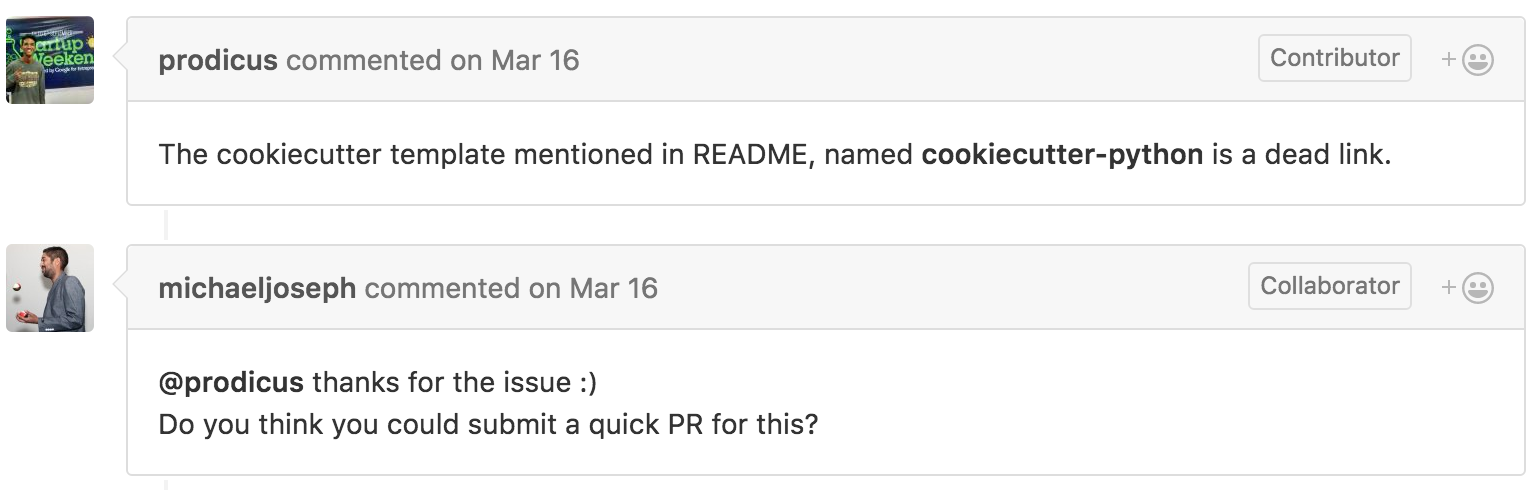 artup
Weeken
prodicus commented on Mar 16
Contributor
The cookiecutter template mentioned in README, named cookiecutter-python is a dead link.
michaeljoseph commented on Mar 16
Collaborator
@prodicus thanks for the issue :)
Do you think you could submit a quick PR for this?